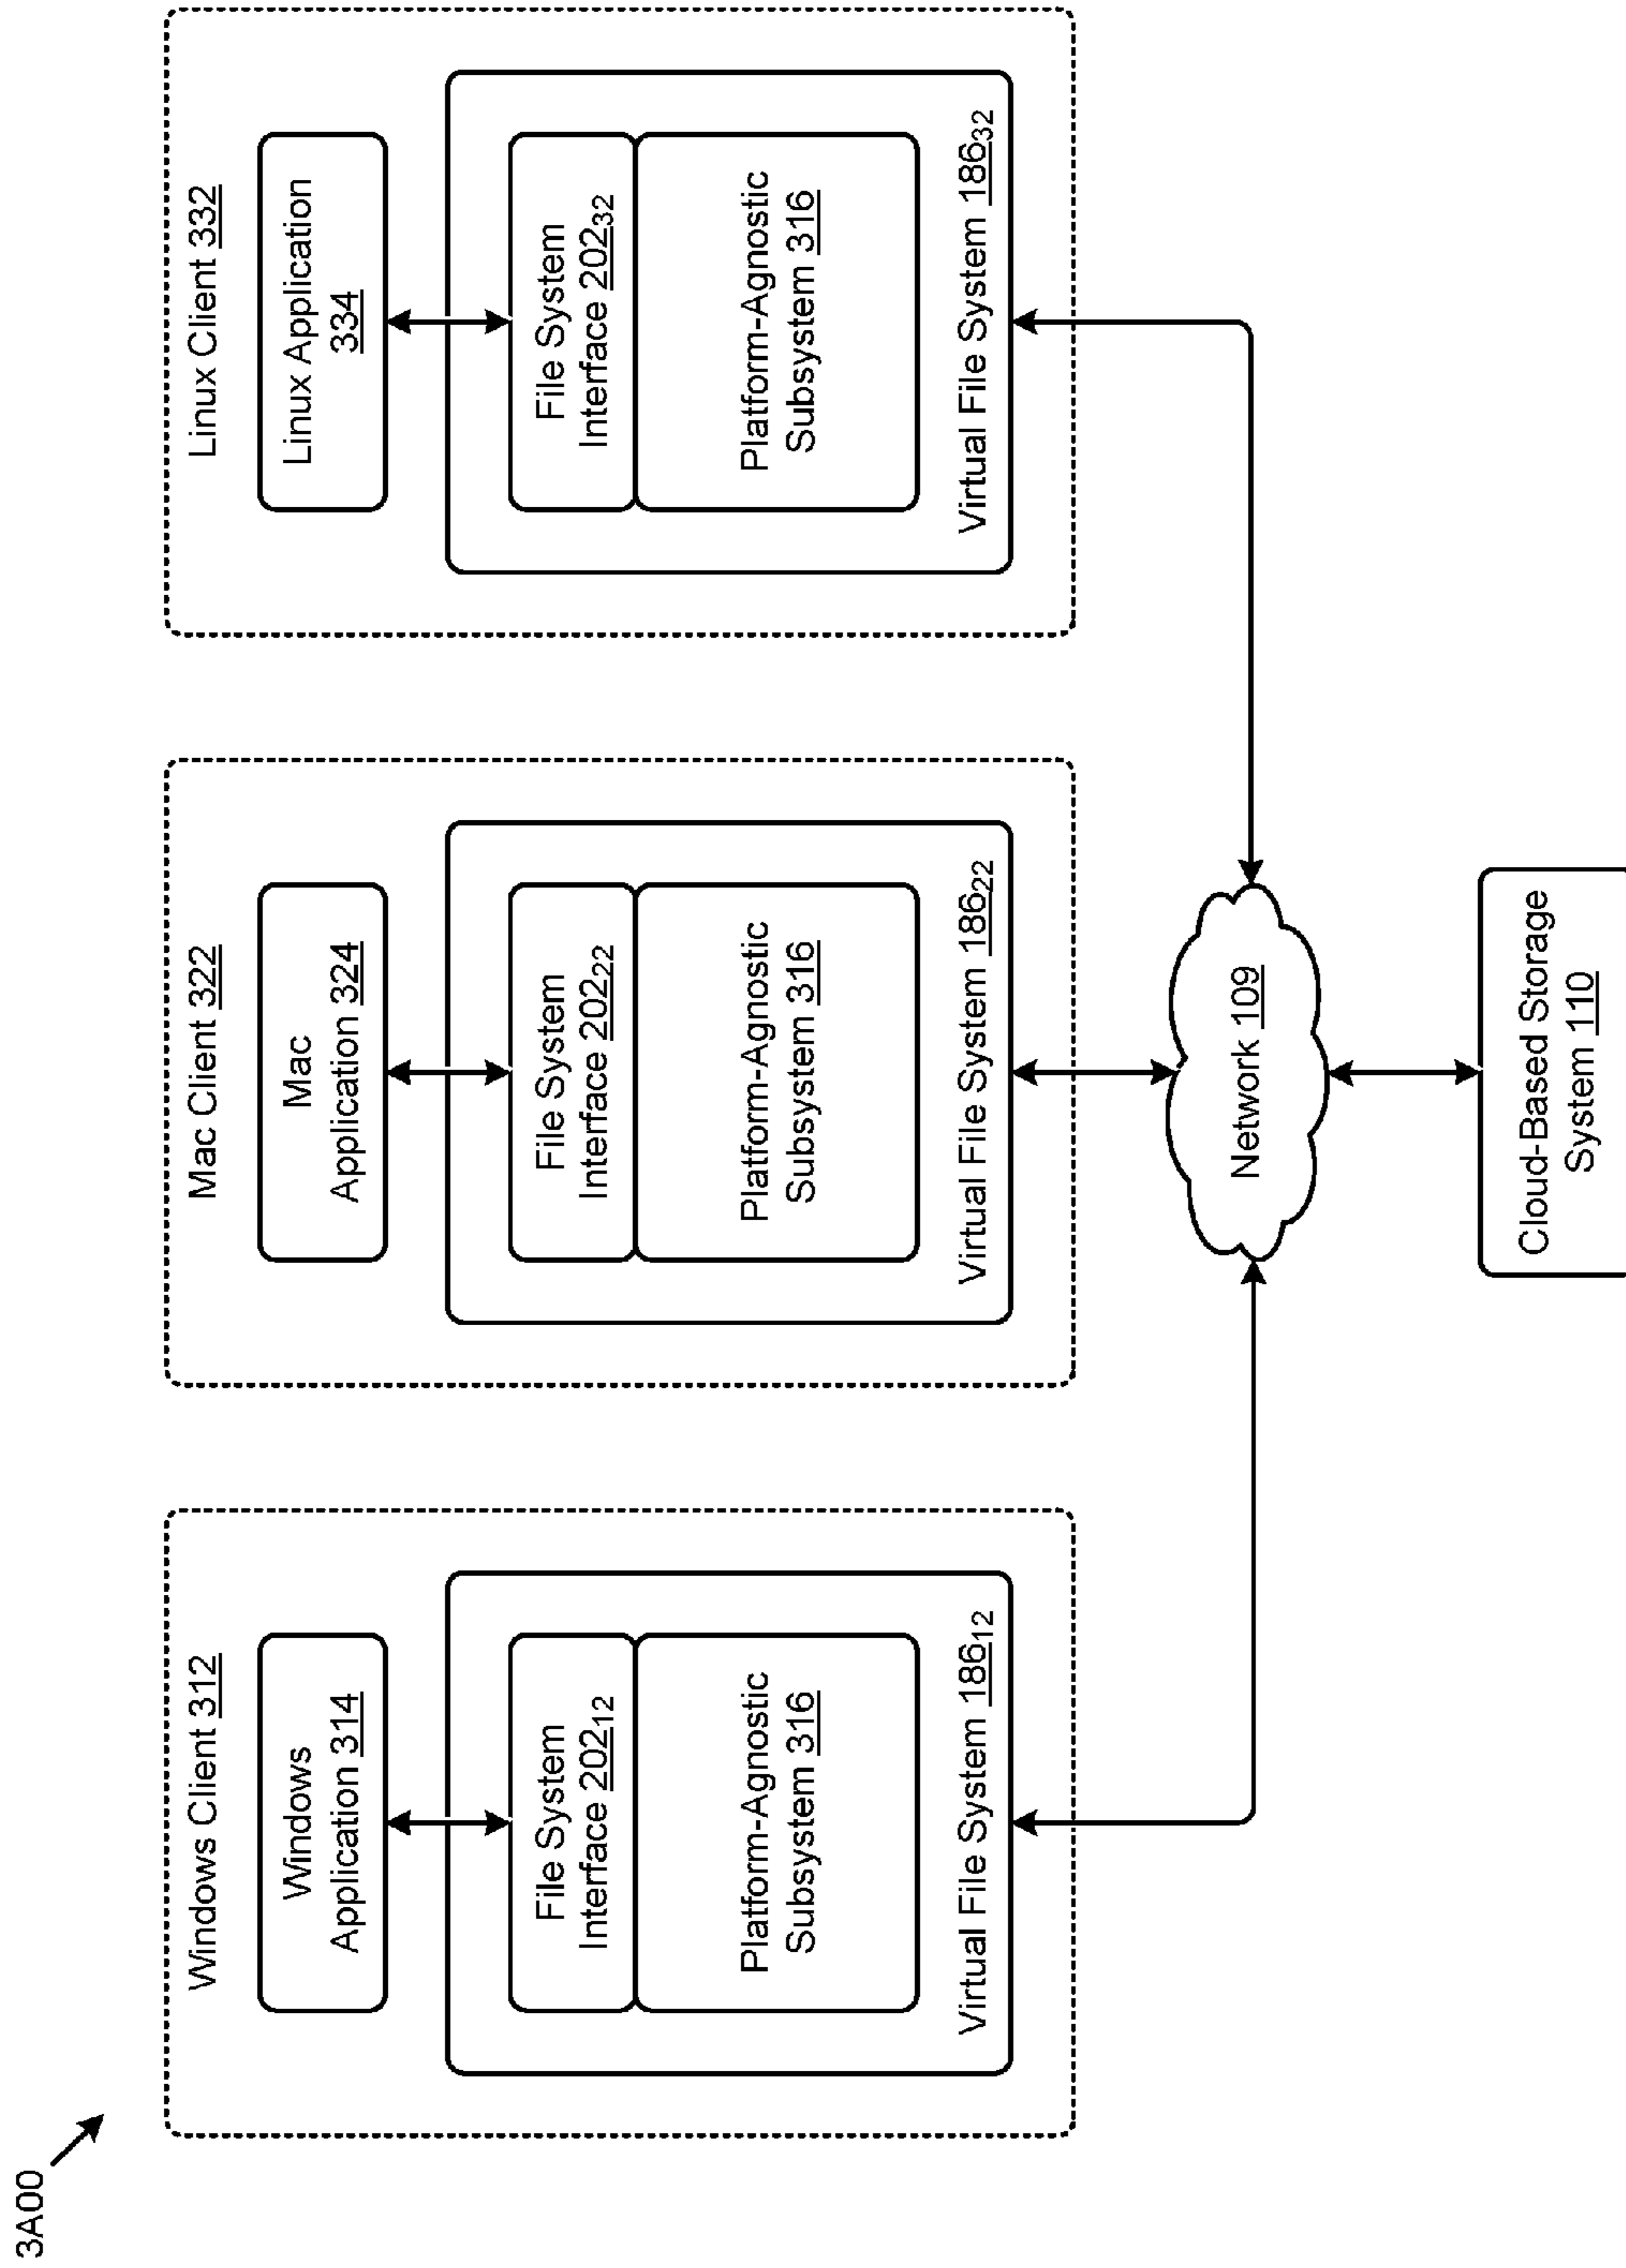 3A00
Windows Client 312
Windows
Application 314
File System
Interface 202₁₂
Platform-Agnostic
Subsystem 316
Virtual File System 186₁₂
Mac Client 322
Mac
Application 324
File System
Interface 202₂₂
Platform-Agnostic
Subsystem 316
Virtual File System 186₂₂
Linux Client 332
Linux Application
334
File System
Interface 202₃₂
Platform-Agnostic
Subsystem 316
Virtual File System 186₃₂
Network 109
Cloud-Based Storage
System 110